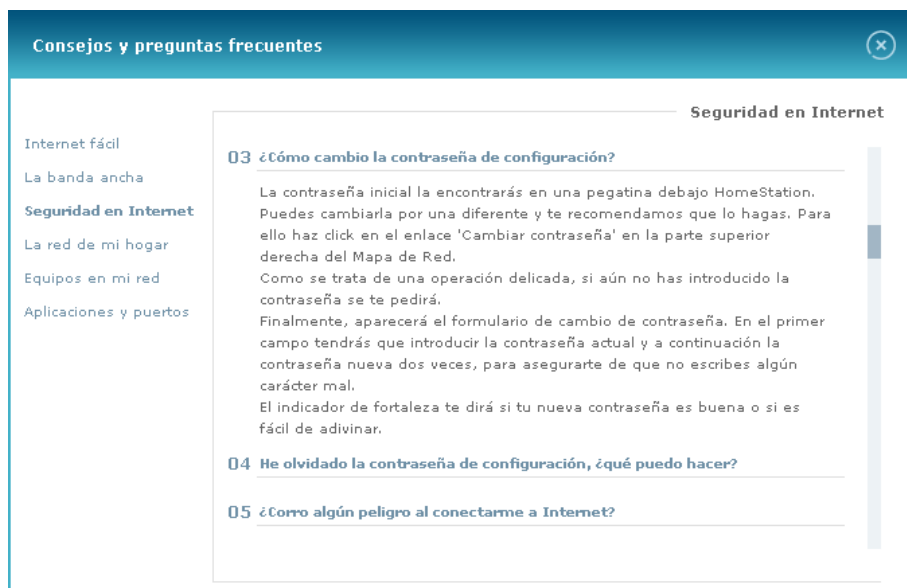 Consejos y preguntas frecuentes
Seguridad en Internet
Internet fácil
La banda ancha
Seguridad en Internet
La red de mi hogar
Equipos en mi red
Aplicaciones y puertos
03 ¿Cómo cambio la contraseña de configuración?
La contraseña inicial la encontrarás en una pegatina debajo HomeStation.
Puedes cambiarla por una diferente y te recomendamos que lo hagas. Para
ello haz click en el enlace 'Cambiar contraseña' en la parte superior
derecha del Mapa de Red.
Como se trata de una operación delicada, si aún no has introducido la
contraseña se te pedirá.
Finalmente, aparecerá el formulario de cambio de contraseña. En el primer
campo tendrás que introducir la contraseña actual y a continuación la
contraseña nueva dos veces, para asegurarte de que no escribes algún
carácter mal.
El indicador de fortaleza te dirá si tu nueva contraseña es buena o si es
fácil de adivinar.
04 He olvidado la contraseña de configuración, ¿qué puedo hacer?
05 ¿Corro algún peligro al conectarme a Internet?